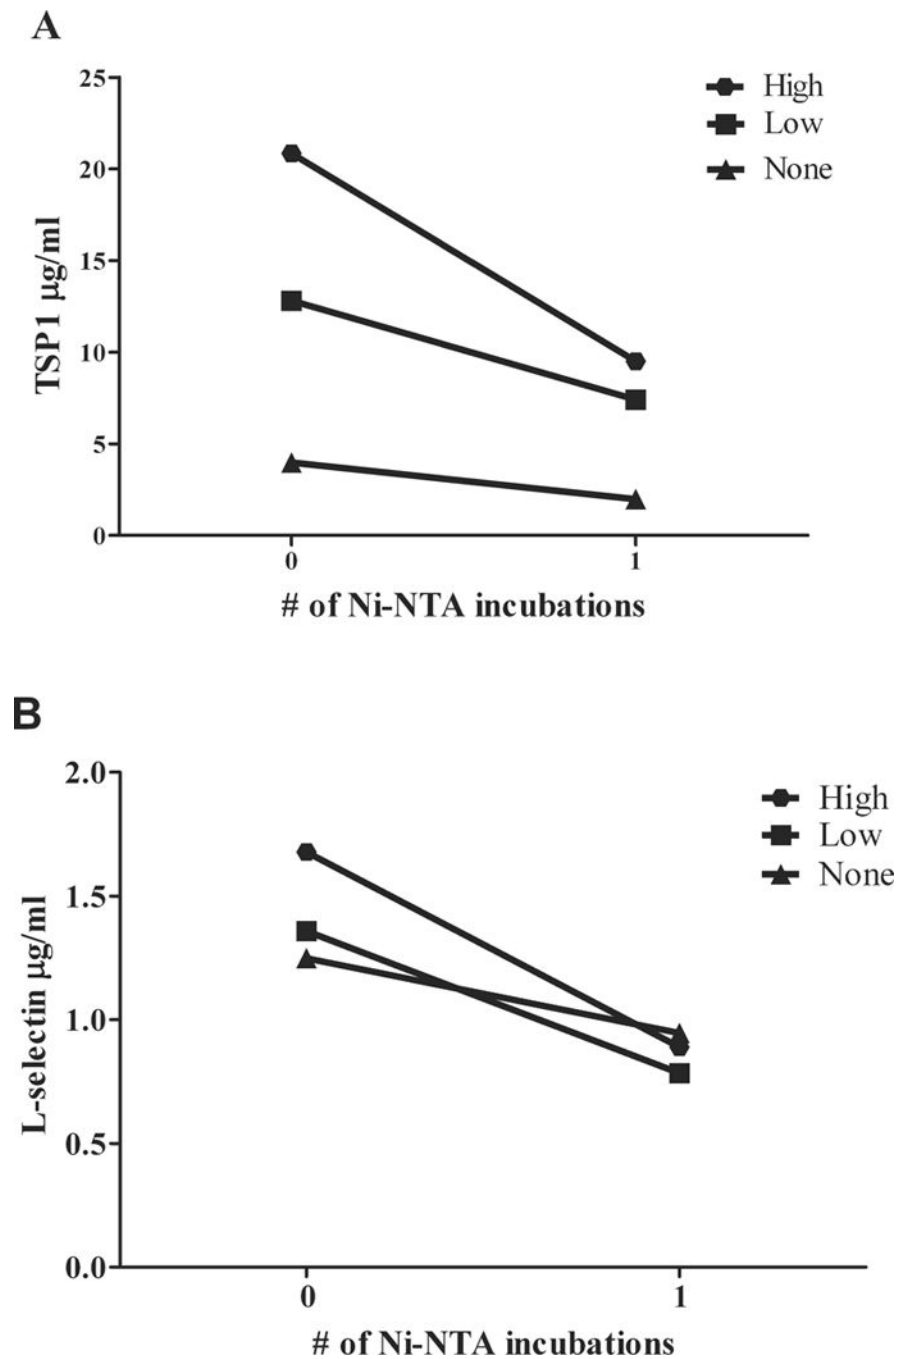 A
25
20
15
10
5
0
TSP1 µg/ml
0 1
# of Ni-NTA incubations
High
Low
None
B
2.0
1.5
1.0
0.5
0.0
L-selectin µg/ml
0 1
# of Ni-NTA incubations
High
Low
None